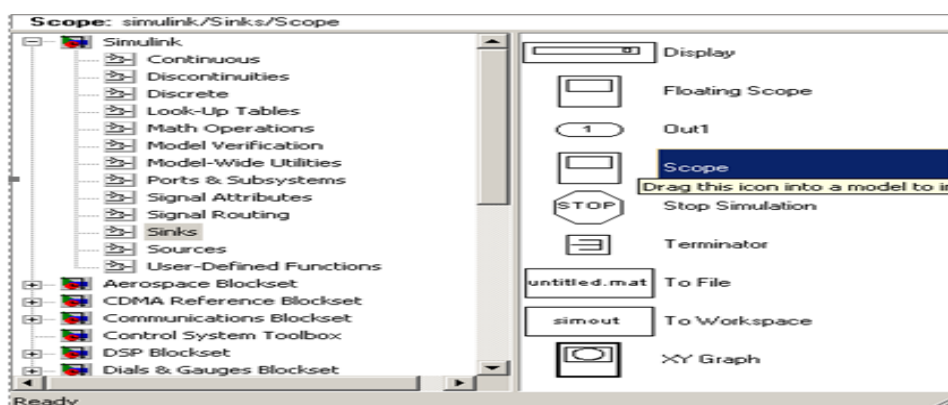 Scope: simulink/Sinks/Scope
Simulink
Continuous
Discontinuities
Discrete
Look-Up Tables
Math Operations
Model Verification
Model-Wide Utilities
Ports & Subsystems
Signal Attributes
Signal Routing
Sinks
Sources
User-Defined Functions
Aerospace Blockset
CDMA Reference Blockset
Communications Blockset
Control System Toolbox
DSP Blockset
Dials & Gauges Blockset
Display
Floating Scope
1 Out1
Scope
Drag this icon into a model to
STOP Stop Simulation
Terminator
untitled.mat To File
simout To Workspace
XY Graph
Ready